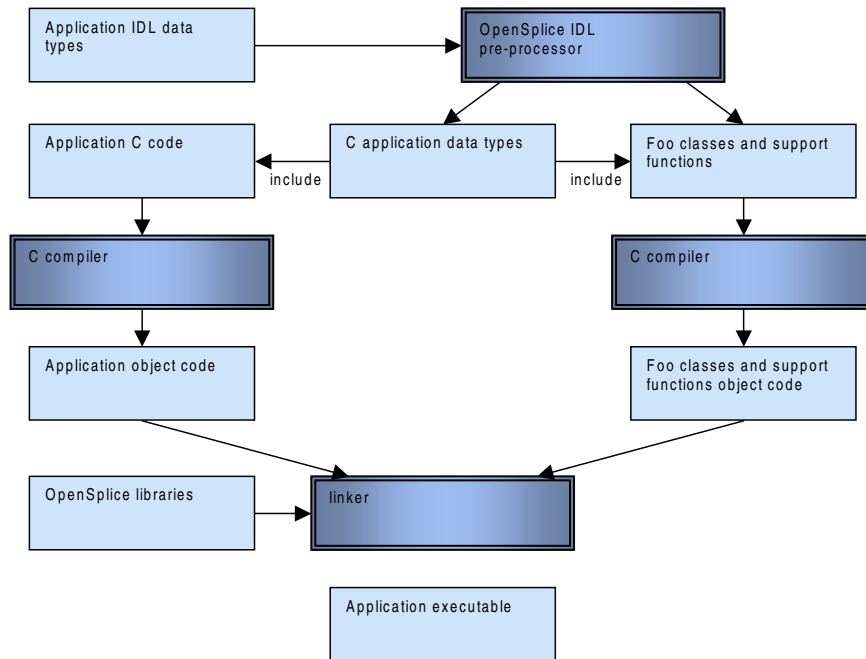 Application IDL data
types
OpenSplice IDL
pre-processor
Application C code
C application data types
Foo classes and support
functions
include
include
C compiler
C compiler
Application object code
Foo classes and support
functions object code
OpenSplice libraries
linker
Application executable